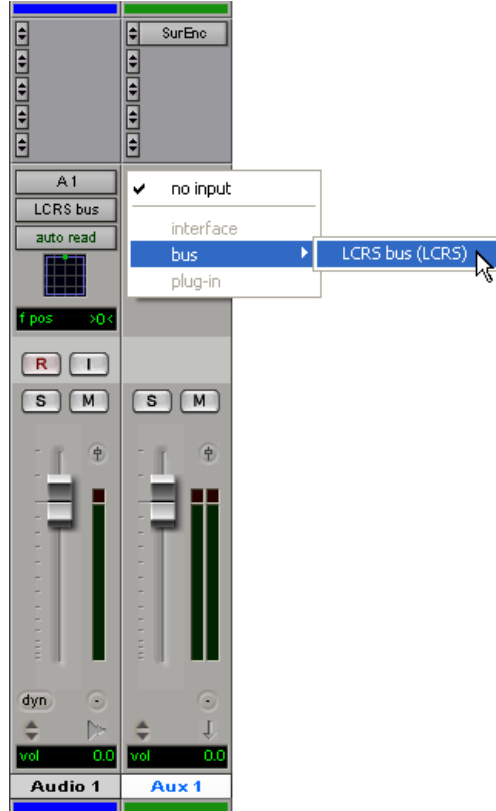 SurEnc
A 1
LCRS bus
auto read
f pos >0<
R I
S M
S M
no input
interface
bus
LCRS bus (LCRS)
plug-in
dyn
vol 0.0
vol 0.0
Audio 1
Aux 1